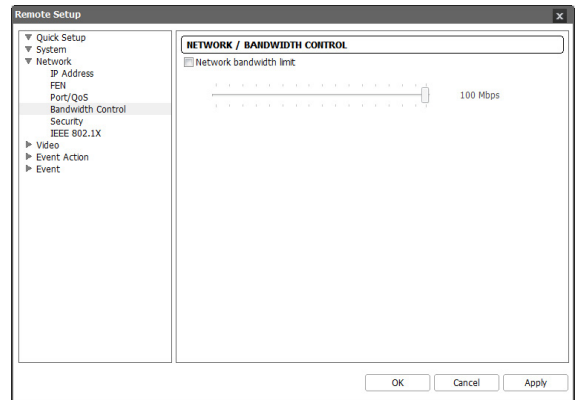 Remote Setup
x
Quick Setup
System
Network
IP Address
FEN
Port/QoS
Bandwidth Control
Security
IEEE 802.1X
Video
Event Action
Event
NETWORK / BANDWIDTH CONTROL
Network bandwidth limit
100 Mbps
OK
Cancel
Apply